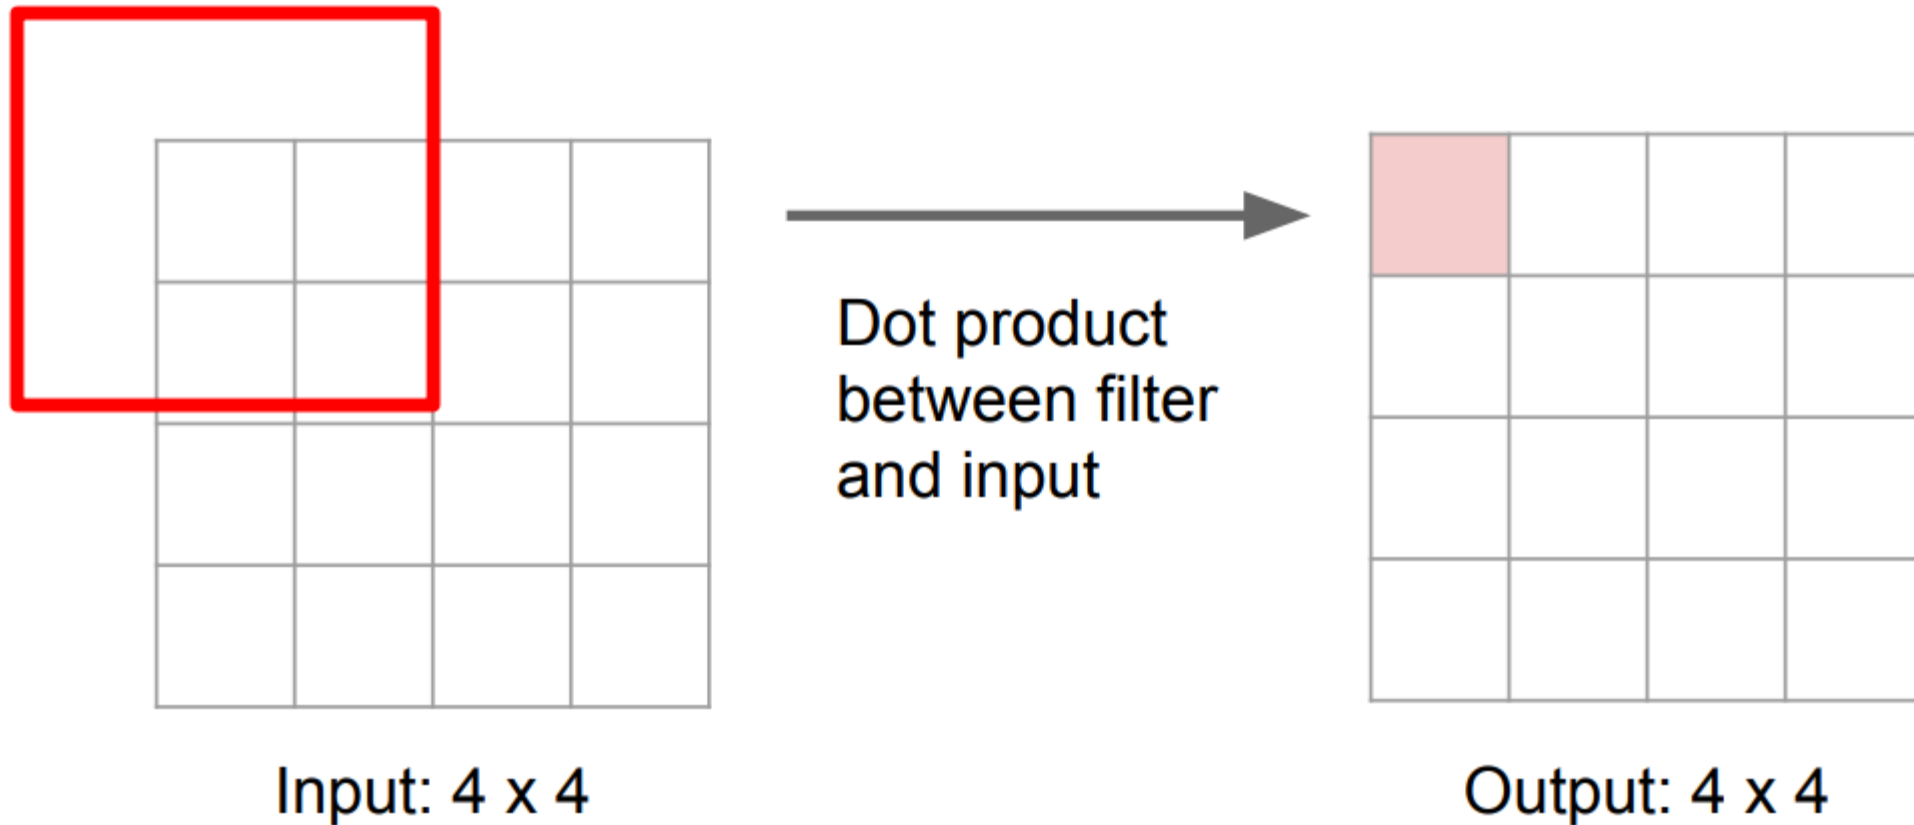 Dot product
between filter
and input
Input: 4 x 4
Output: 4 x 4